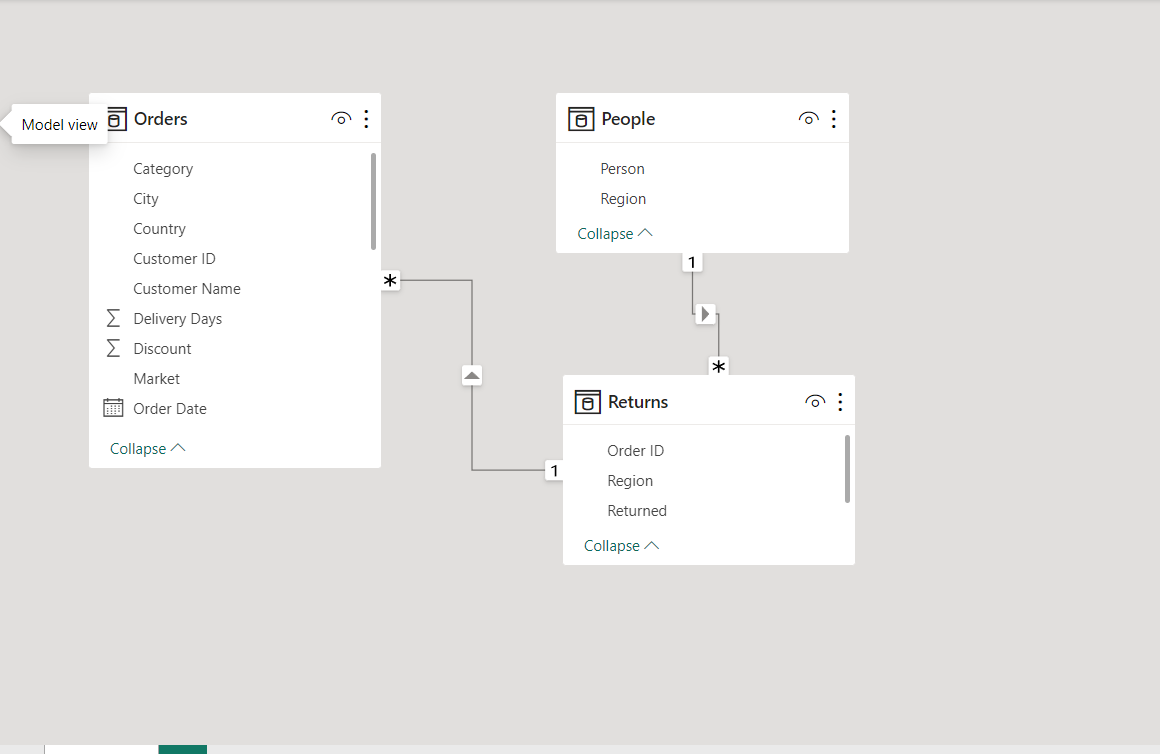 Model view
Orders
Category
City
Country
Customer ID
Customer Name
Delivery Days
Discount
Market
Order Date
Collapse
*
1
People
Person
Region
Collapse
1
*
Returns
Order ID
Region
Returned
Collapse